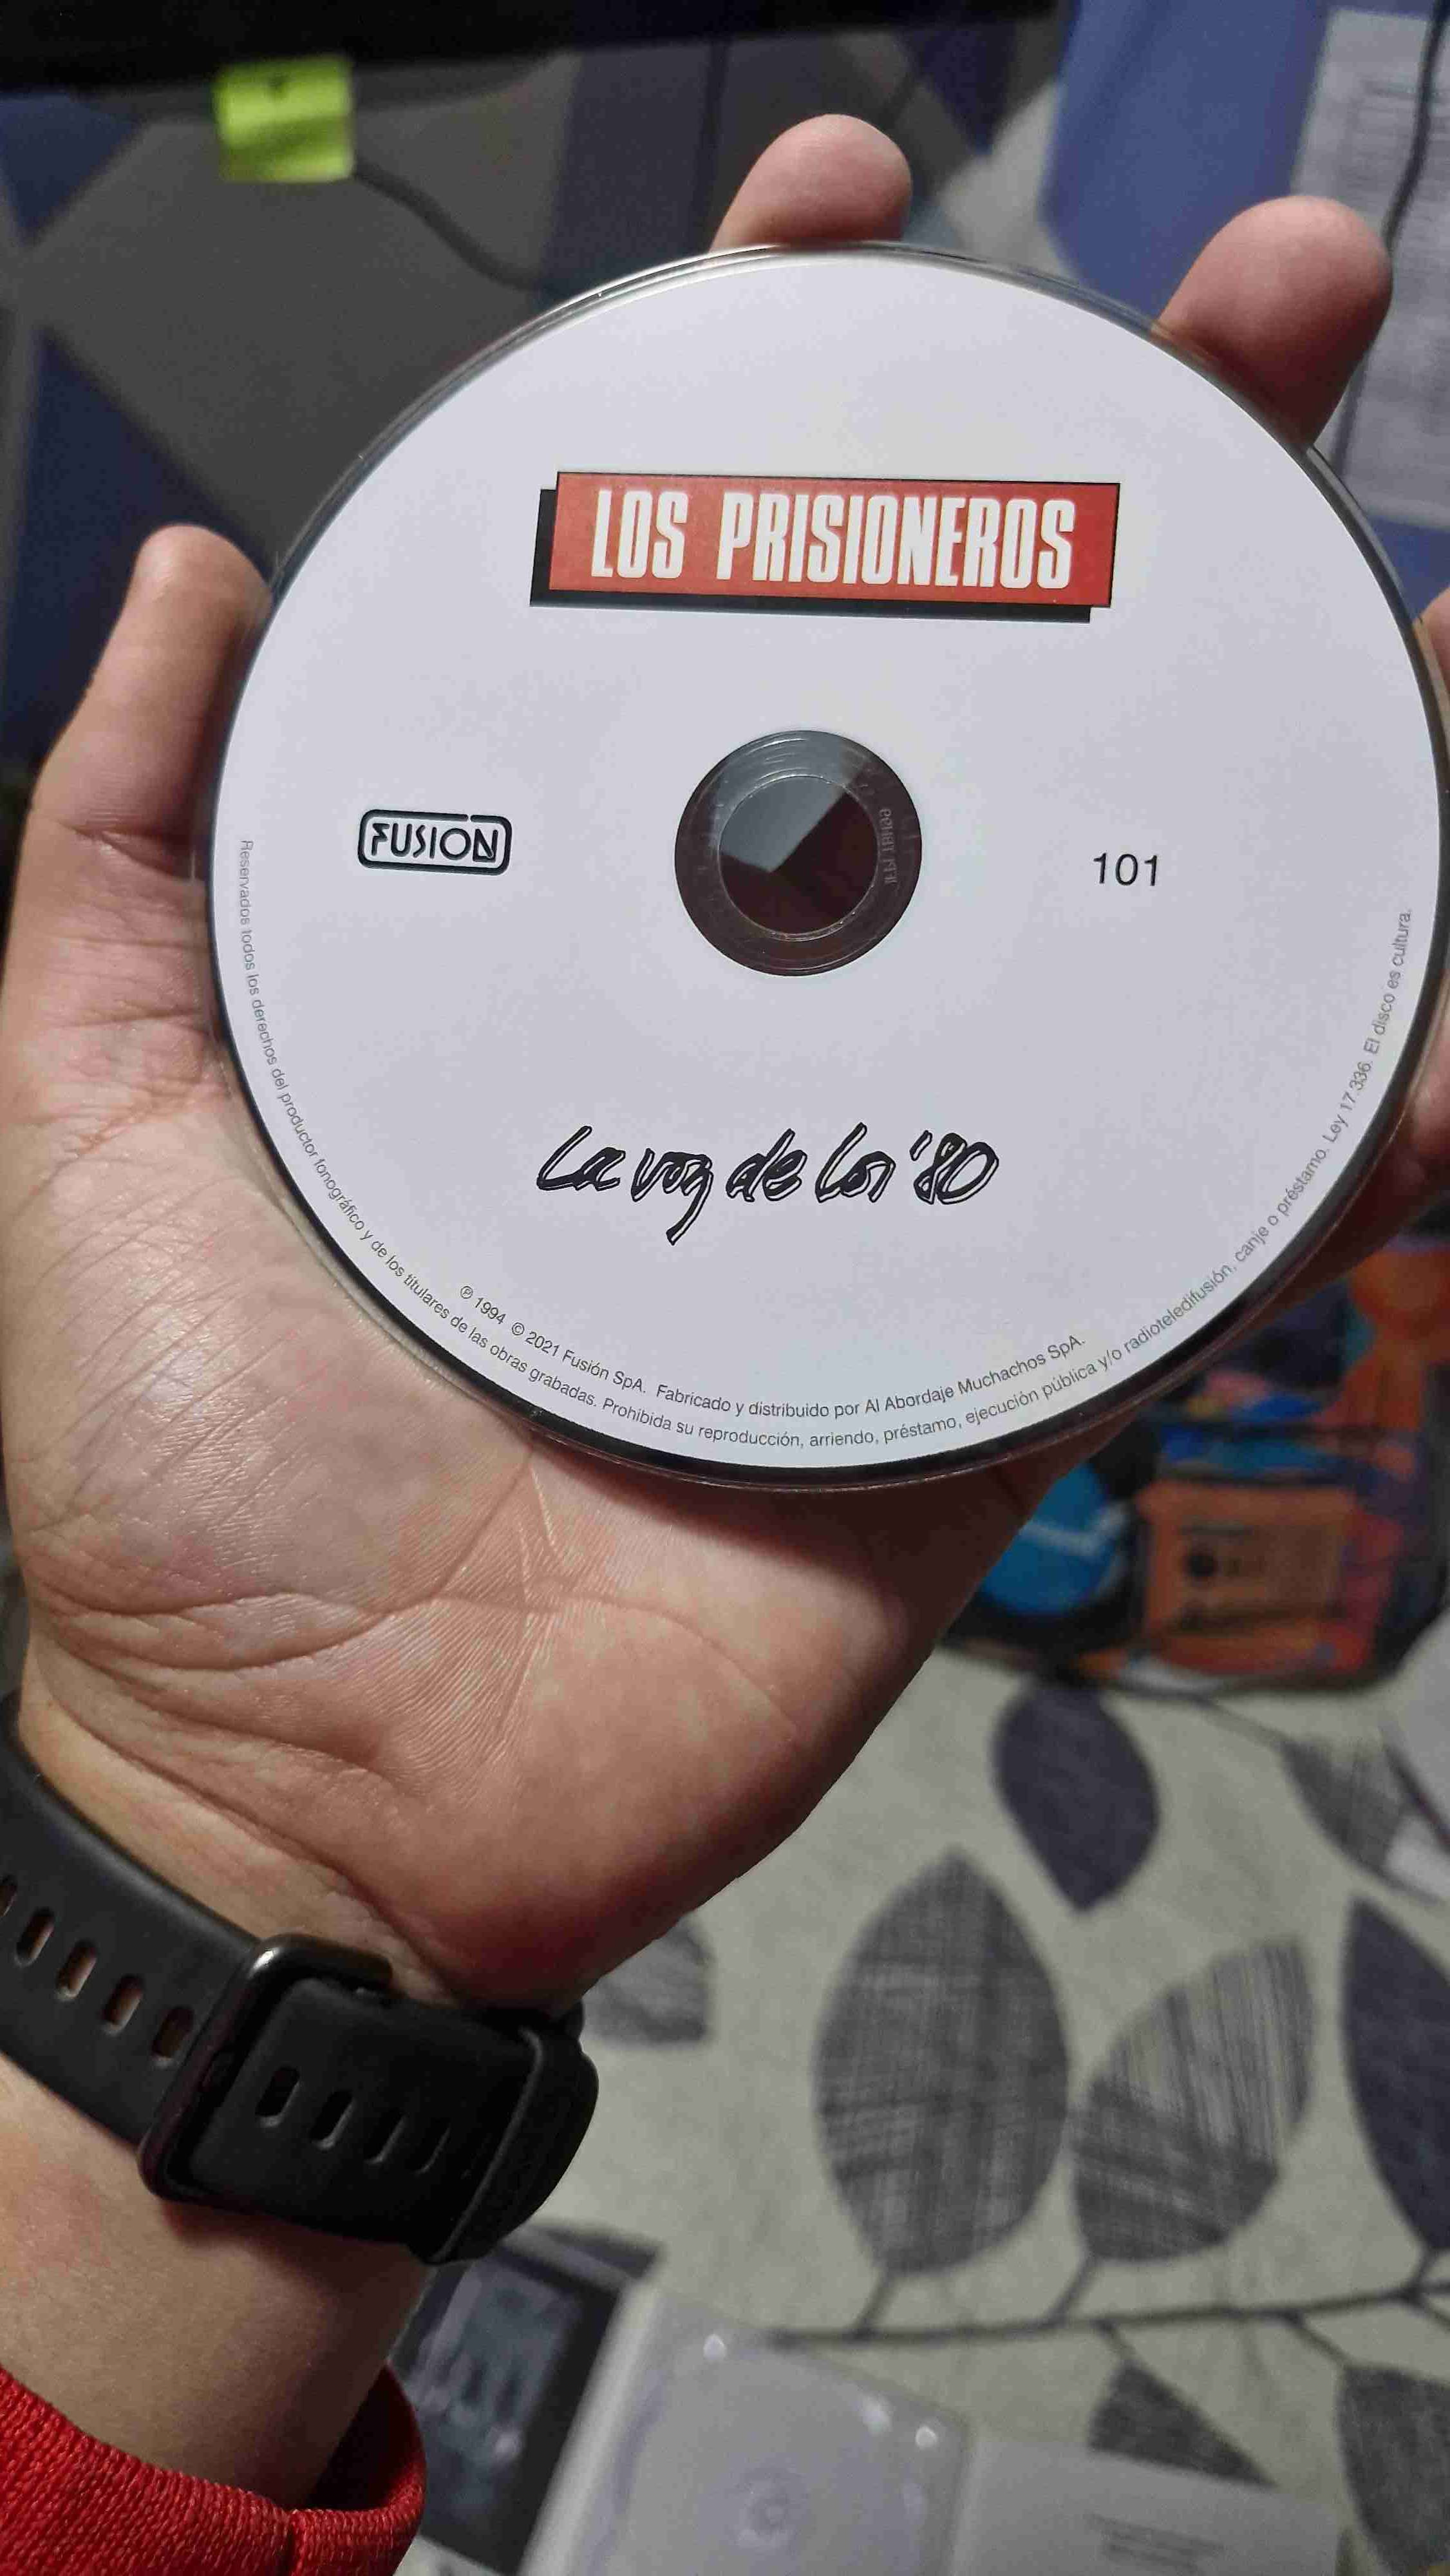 LOS PRISIONEROS
FUSION
101
La voz de los '80
℗ 1994 © 2021 Fusión SpA. Fabricado y distribuido por Al Abordaje Muchachos SpA.
Reservados todos los derechos del productor fonográfico y de los titulares de las obras grabadas. Prohibida su reproducción, arriendo, préstamo, ejecución pública y/o radioteledifusión, canje o préstamo. Ley 17.336. El disco es cultura.